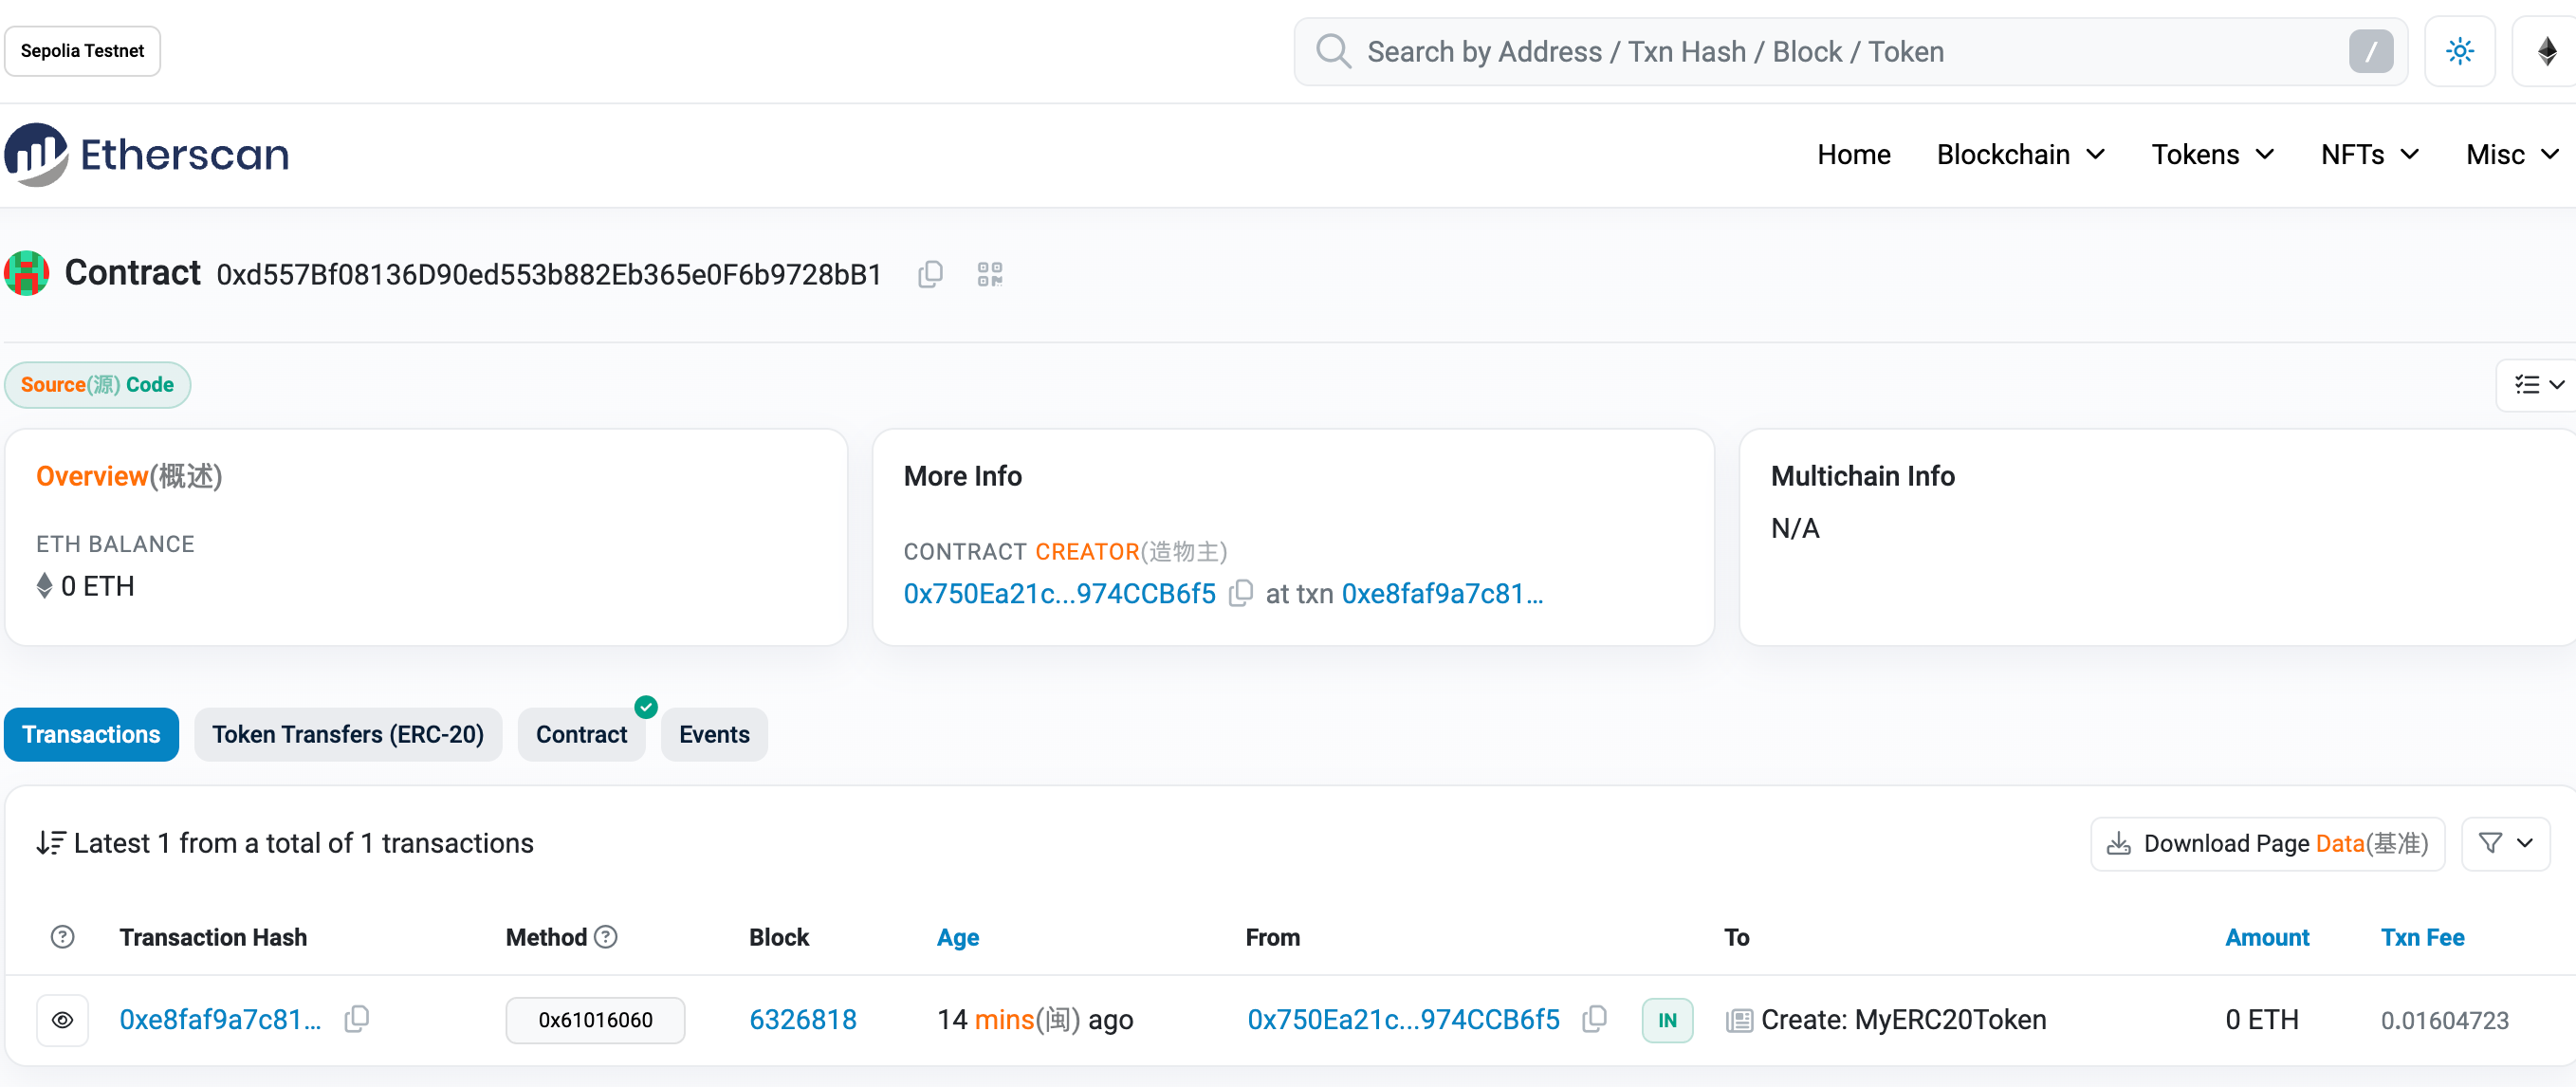 Sepolia Testnet
Search by Address / Txn Hash / Block / Token
/
Etherscan
Home Blockchain Tokens NFTs Misc
Contract 0xd557Bf08136D90ed553b882Eb365e0F6b9728bB1
Source(源) Code
Overview(概述)
ETH BALANCE
0 ETH
More Info
CONTRACT CREATOR(造物主)
0x750Ea21c...974CCB6f5 at txn 0xe8faf9a7c81...
Multichain Info
N/A
Transactions Token Transfers (ERC-20) Contract Events
Latest 1 from a total of 1 transactions
Download Page Data(基准)
? Transaction Hash Method ? Block Age From To Amount Txn Fee
0xe8faf9a7c81... 0x61016060 6326818 14 mins(闽) ago 0x750Ea21c...974CCB6f5 IN Create: MyERC20Token 0 ETH 0.01604723